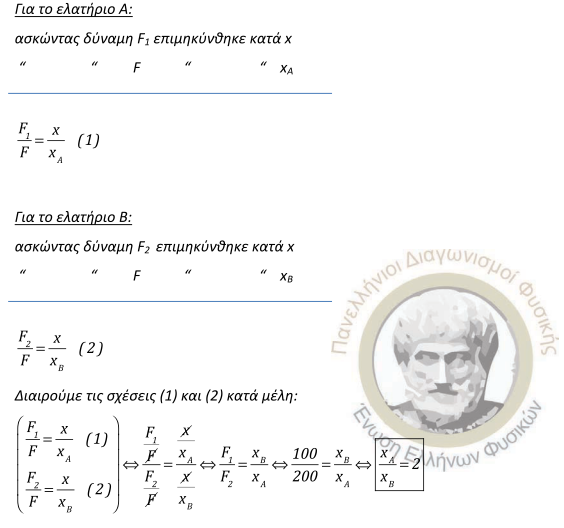 Για το ελατήριο Α:
ασκώντας δύναμη F₁ επιμηκύνθηκε κατά x
“ “ F “ “ x_A
F₁/F = x/x_A (1)
Για το ελατήριο Β:
ασκώντας δύναμη F₂ επιμηκύνθηκε κατά x
“ “ F “ “ x_B
F₂/F = x/x_B (2)
Διαιρούμε τις σχέσεις (1) και (2) κατά μέλη:
(F₁/F = x/x_A (1) F₂/F = x/x_B (2)) ⇔ (F₁/F)/(F₂/F) = (x/x_A)/(x/x_B) ⇔ F₁/F₂ = x_B/x_A ⇔ 100/200 = x_B/x_A ⇔ x_A/x_B = 2
Πανελλήνιοι Διαγωνισμοί Φυσικής
Ένωση Ελλήνων Φυσικών